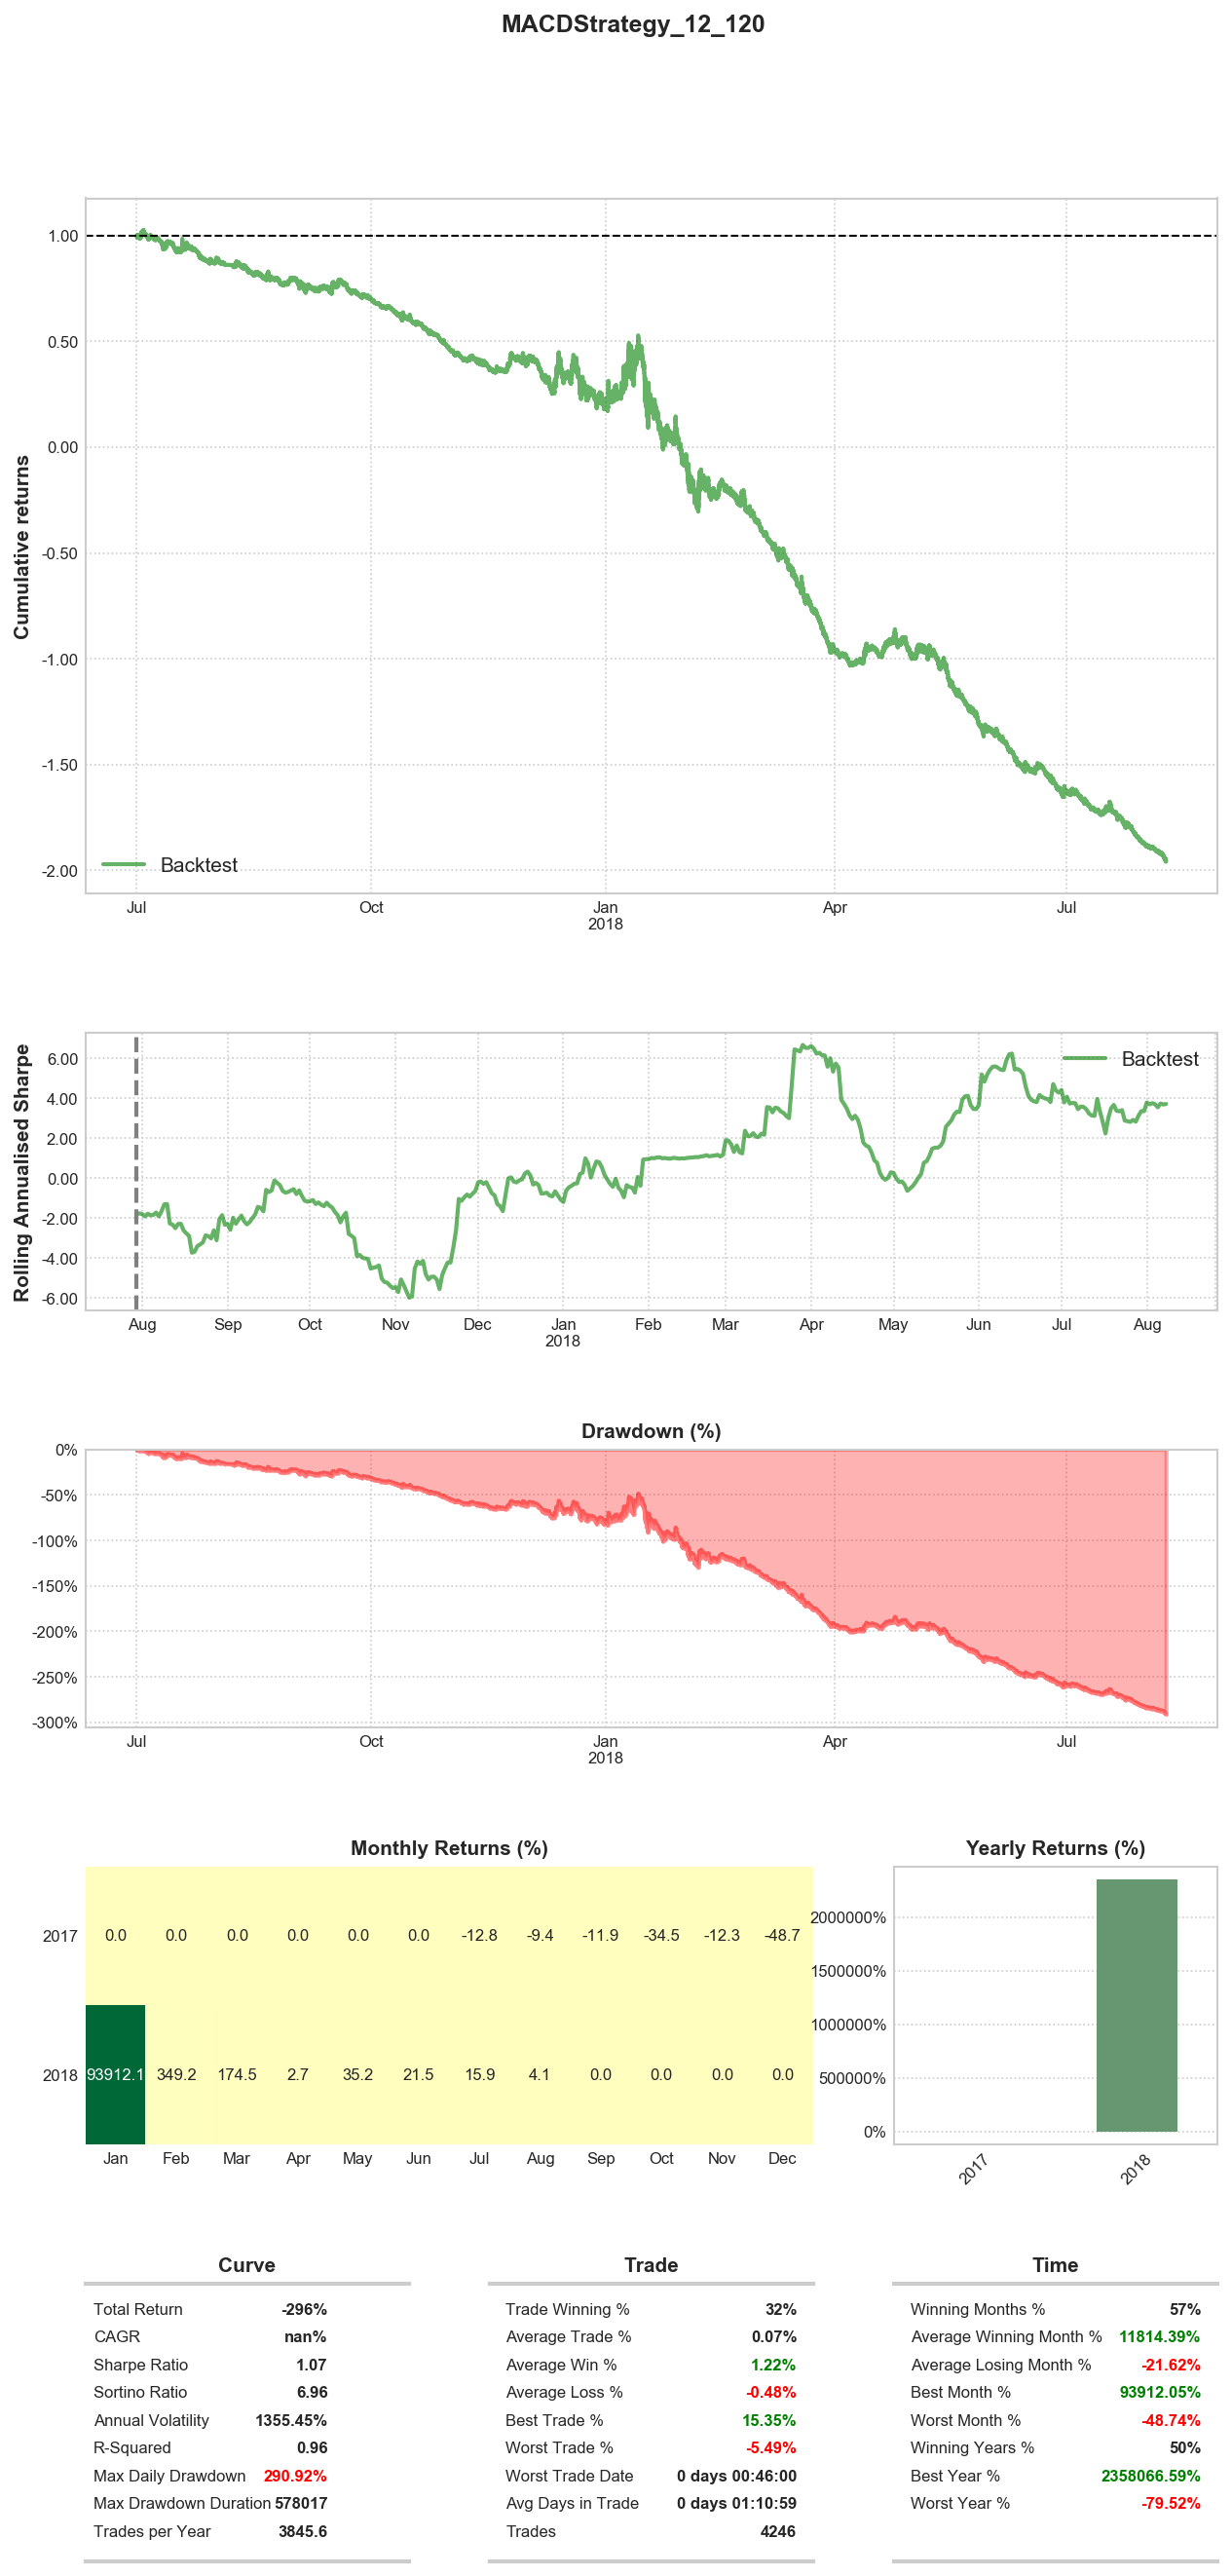 MACDStrategy_12_120
Cumulative returns
1.00
0.50
0.00
-0.50
-1.00
-1.50
-2.00
Backtest
Jul Oct Jan Apr Jul
2018
Rolling Annualised Sharpe
6.00
4.00
2.00
0.00
-2.00
-4.00
-6.00
Backtest
Aug Sep Oct Nov Dec Jan Feb Mar Apr May Jun Jul Aug
2018
Drawdown (%)
0%
-50%
-100%
-150%
-200%
-250%
-300%
Jul Oct Jan Apr Jul
2018
Monthly Returns (%)
2017 0.0 0.0 0.0 0.0 0.0 0.0 -12.8 -9.4 -11.9 -34.5 -12.3 -48.7
2018 93912.1 349.2 174.5 2.7 35.2 21.5 15.9 4.1 0.0 0.0 0.0 0.0
Jan Feb Mar Apr May Jun Jul Aug Sep Oct Nov Dec
Yearly Returns (%)
2000000%
1500000%
1000000%
500000%
0%
2017 2018
Curve
Total Return -296%
CAGR nan%
Sharpe Ratio 1.07
Sortino Ratio 6.96
Annual Volatility 1355.45%
R-Squared 0.96
Max Daily Drawdown 290.92%
Max Drawdown Duration 578017
Trades per Year 3845.6
Trade
Trade Winning % 32%
Average Trade % 0.07%
Average Win % 1.22%
Average Loss % -0.48%
Best Trade % 15.35%
Worst Trade % -5.49%
Worst Trade Date 0 days 00:46:00
Avg Days in Trade 0 days 01:10:59
Trades 4246
Time
Winning Months % 57%
Average Winning Month % 11814.39%
Average Losing Month % -21.62%
Best Month % 93912.05%
Worst Month % -48.74%
Winning Years % 50%
Best Year % 2358066.59%
Worst Year % -79.52%